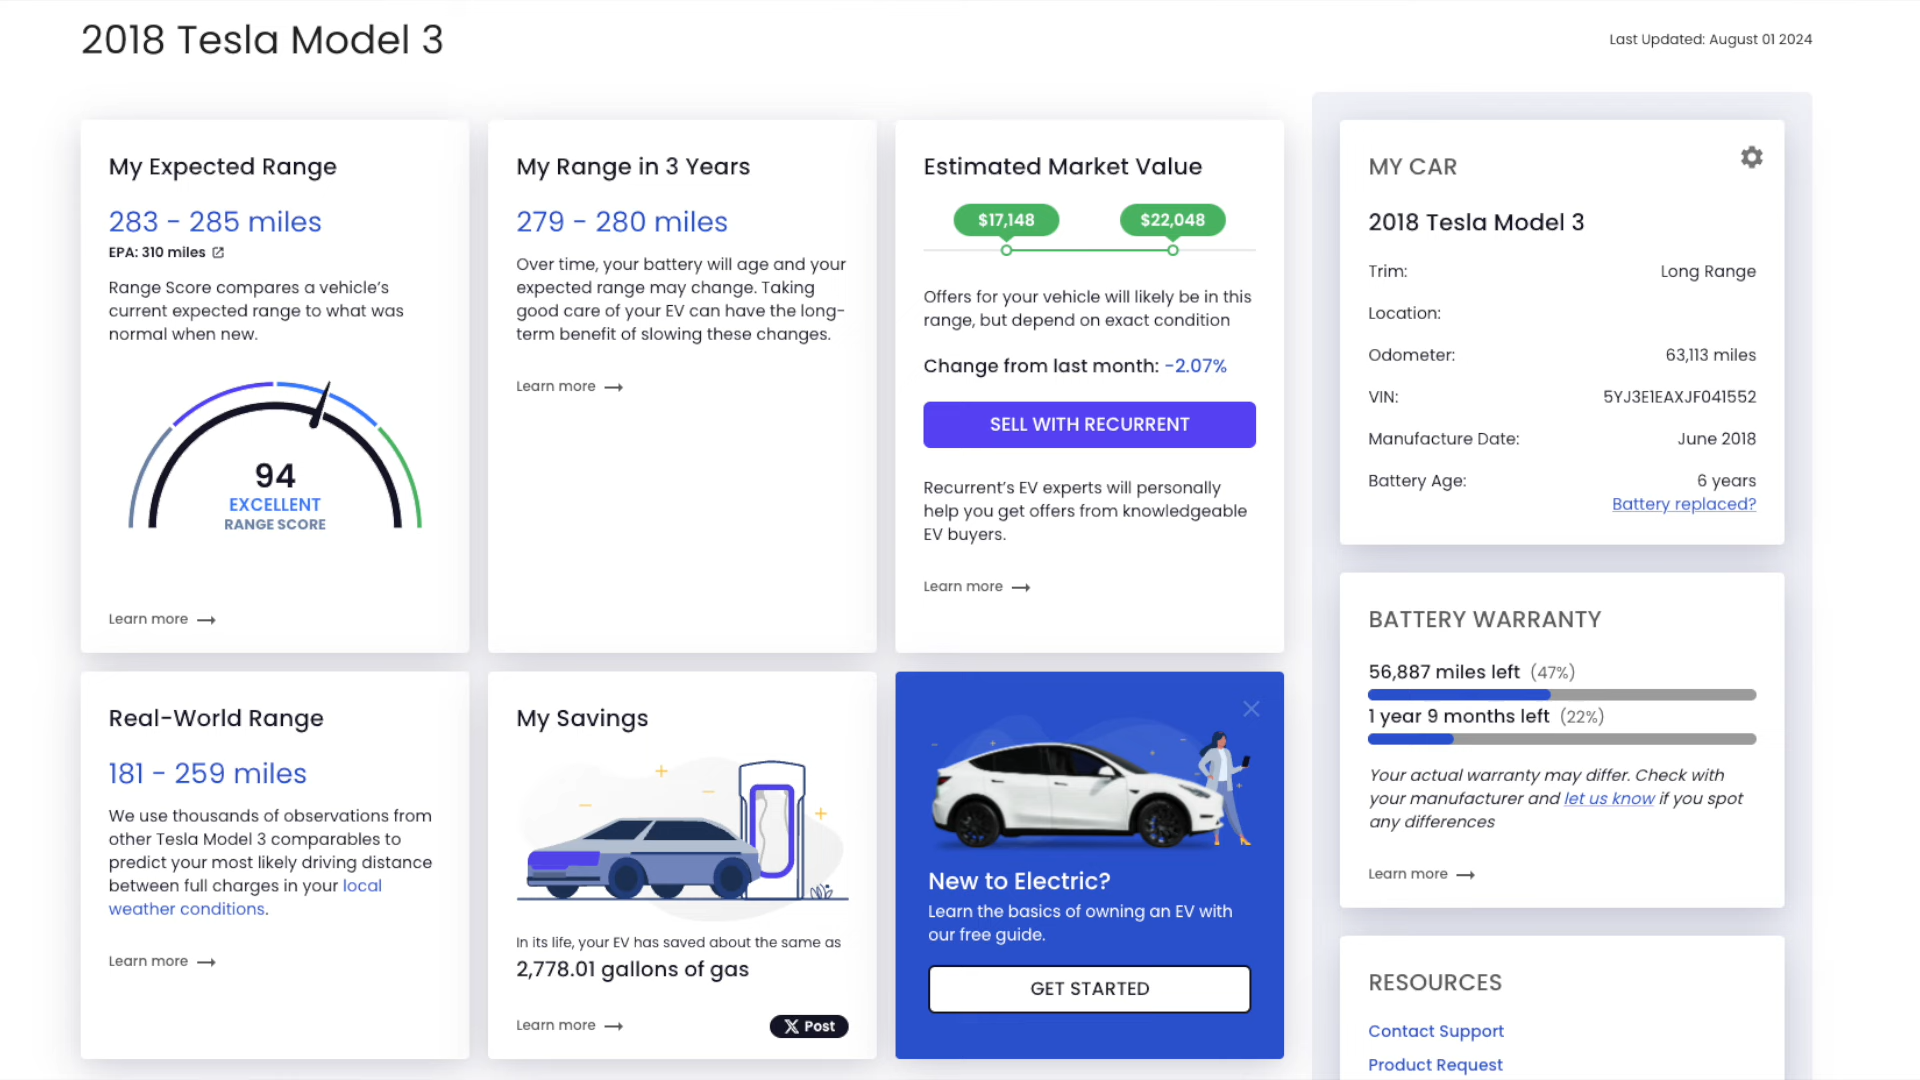 2018 Tesla Model 3
Last Updated: August 01 2024
My Expected Range
283 - 285 miles
EPA: 310 miles
Range Score compares a vehicle's
current expected range to what was
normal when new.
94
EXCELLENT
RANGE SCORE
Learn more
My Range in 3 Years
279 - 280 miles
Over time, your battery will age and your
expected range may change. Taking
good care of your EV can have the long-
term benefit of slowing these changes.
Learn more
Estimated Market Value
$17,148 $22,048
Offers for your vehicle will likely be in this
range, but depend on exact condition
Change from last month: -2.07%
SELL WITH RECURRENT
Recurrent's EV experts will personally
help you get offers from knowledgeable
EV buyers.
Learn more
MY CAR
2018 Tesla Model 3
Trim: Long Range
Location:
Odometer: 63,113 miles
VIN: 5YJ3E1EAXJF041552
Manufacture Date: June 2018
Battery Age: 6 years
Battery replaced?
BATTERY WARRANTY
56,887 miles left (47%)
1 year 9 months left (22%)
Your actual warranty may differ. Check with
your manufacturer and let us know if you spot
any differences
Learn more
RESOURCES
Contact Support
Product Request
Real-World Range
181 - 259 miles
We use thousands of observations from
other Tesla Model 3 comparables to
predict your most likely driving distance
between full charges in your local
weather conditions.
Learn more
My Savings
In its life, your EV has saved about the same as
2,778.01 gallons of gas
Learn more
X Post
New to Electric?
Learn the basics of owning an EV with
our free guide.
GET STARTED